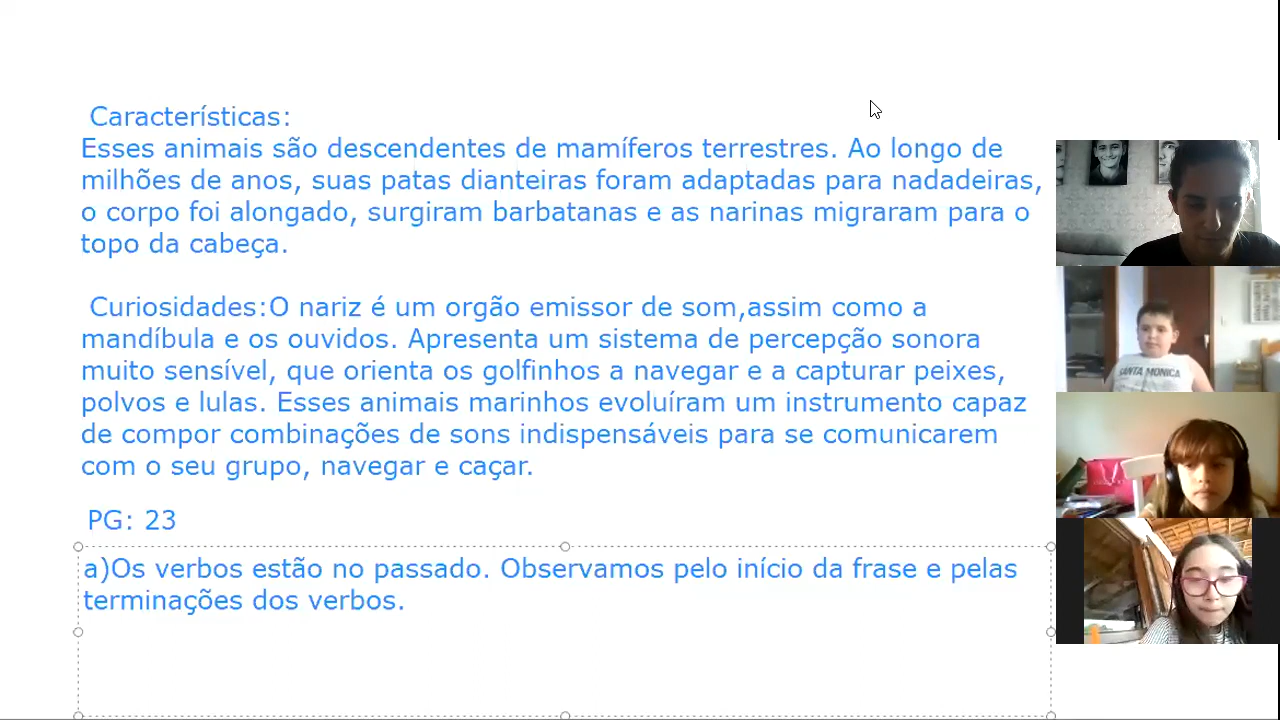 Características:
Esses animais são descendentes de mamíferos terrestres. Ao longo de
milhões de anos, suas patas dianteiras foram adaptadas para nadadeiras,
o corpo foi alongado, surgiram barbatanas e as narinas migraram para o
topo da cabeça.
Curiosidades:O nariz é um orgão emissor de som,assim como a
mandíbula e os ouvidos. Apresenta um sistema de percepção sonora
muito sensível, que orienta os golfinhos a navegar e a capturar peixes,
polvos e lulas. Esses animais marinhos evoluíram um instrumento capaz
de compor combinações de sons indispensáveis para se comunicarem
com o seu grupo, navegar e caçar.
PG: 23
a)Os verbos estão no passado. Observamos pelo início da frase e pelas
terminações dos verbos.
SANTA MONICA